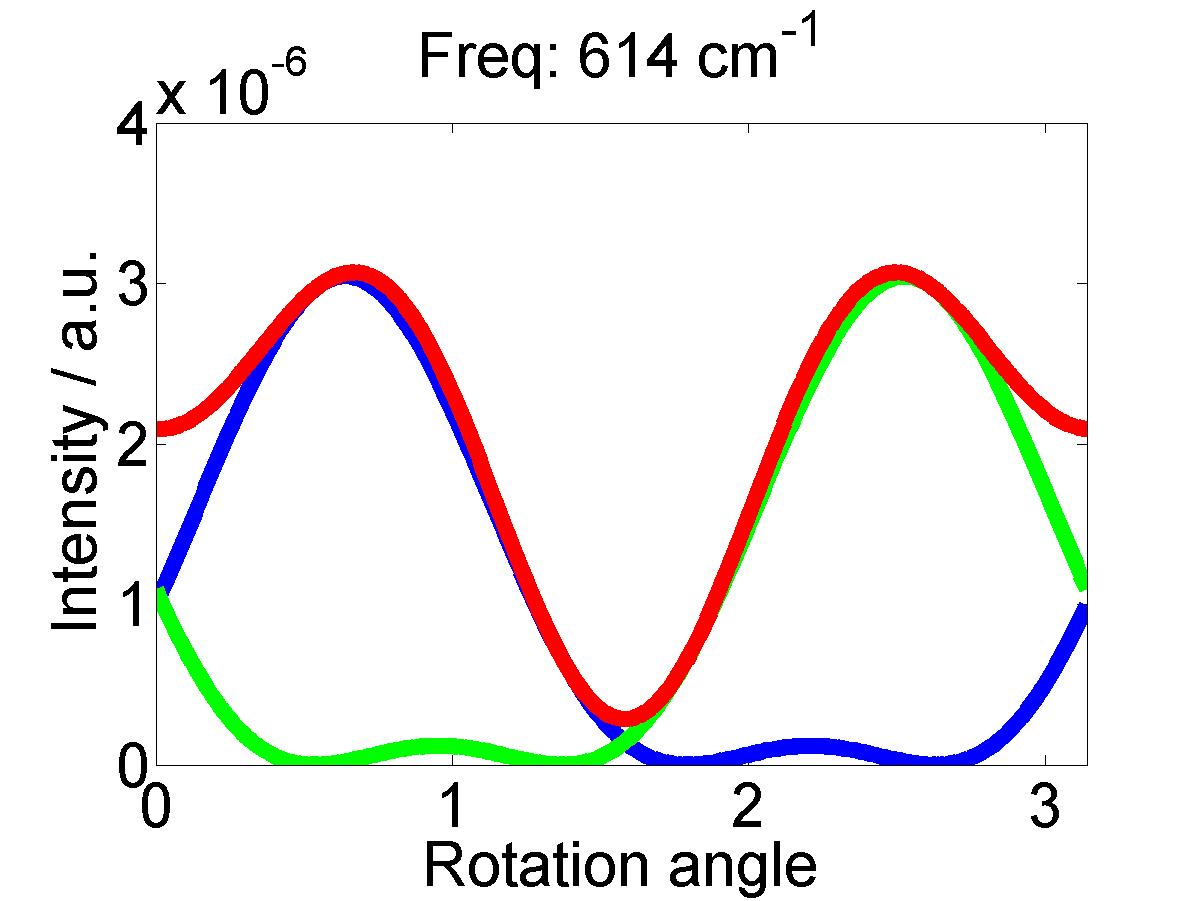 Freq: 614 cm-1
x 10-6
4
3
2
1
0
Intensity / a.u.
0 1 2 3
Rotation angle